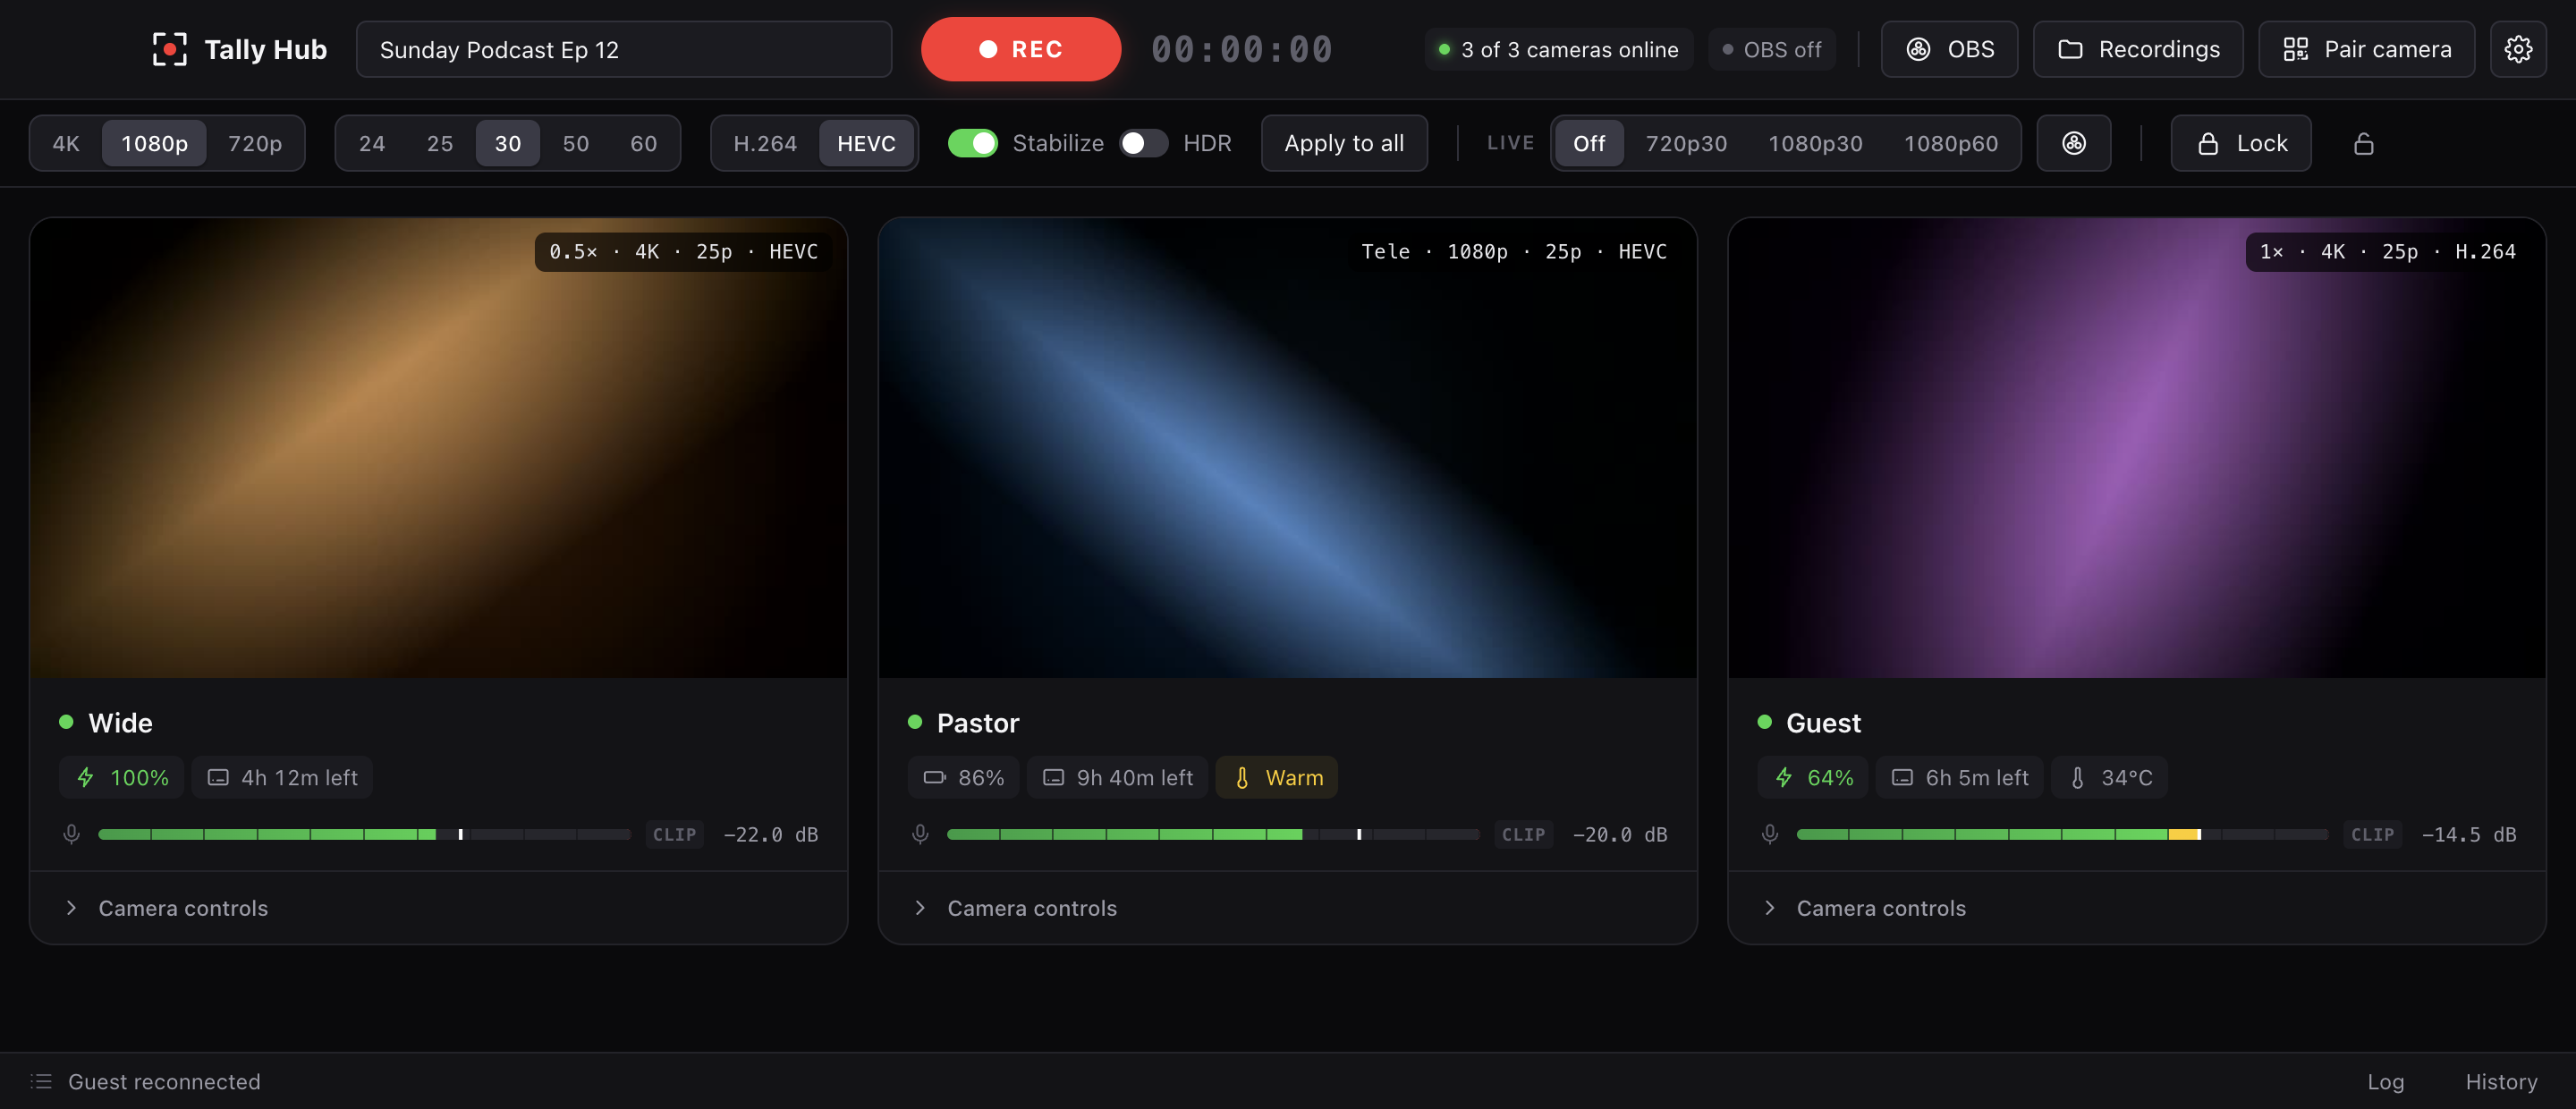 Tally Hub Sunday Podcast Ep 12 REC 00:00:00 3 of 3 cameras online OBS off OBS Recordings Pair camera
4K 1080p 720p 24 25 30 50 60 H.264 HEVC Stabilize HDR Apply to all LIVE Off 720p30 1080p30 1080p60 Lock
0.5× · 4K · 25p · HEVC
Wide
100% 4h 12m left
CLIP −22.0 dB
Camera controls
Tele · 1080p · 25p · HEVC
Pastor
86% 9h 40m left Warm
CLIP −20.0 dB
Camera controls
1× · 4K · 25p · H.264
Guest
64% 6h 5m left 34°C
CLIP −14.5 dB
Camera controls
Guest reconnected Log History